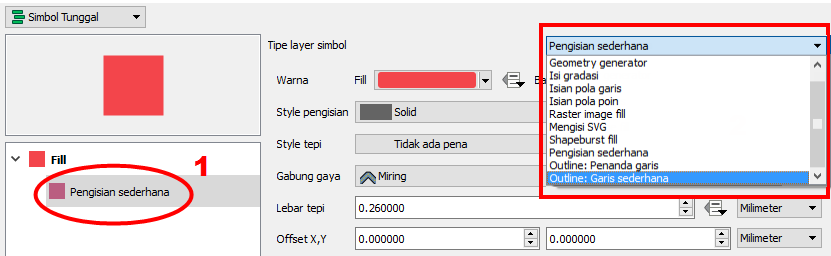 Simbol Tunggal
Tipe layer simbol
Pengisian sederhana
Geometry generator
Isi gradasi
Isian pola garis
Isian pola poin
Raster image fill
Mengisi SVG
Shapeburst fill
Pengisian sederhana
Outline: Penanda garis
Outline: Garis sederhana
Warna Fill Ba
Style pengisian Solid
Style tepi Tidak ada pena
Fill 1
Pengisian sederhana
Gabung gaya Miring
Lebar tepi 0.260000 Milimeter
Offset X,Y 0.000000 0.000000 Milimeter